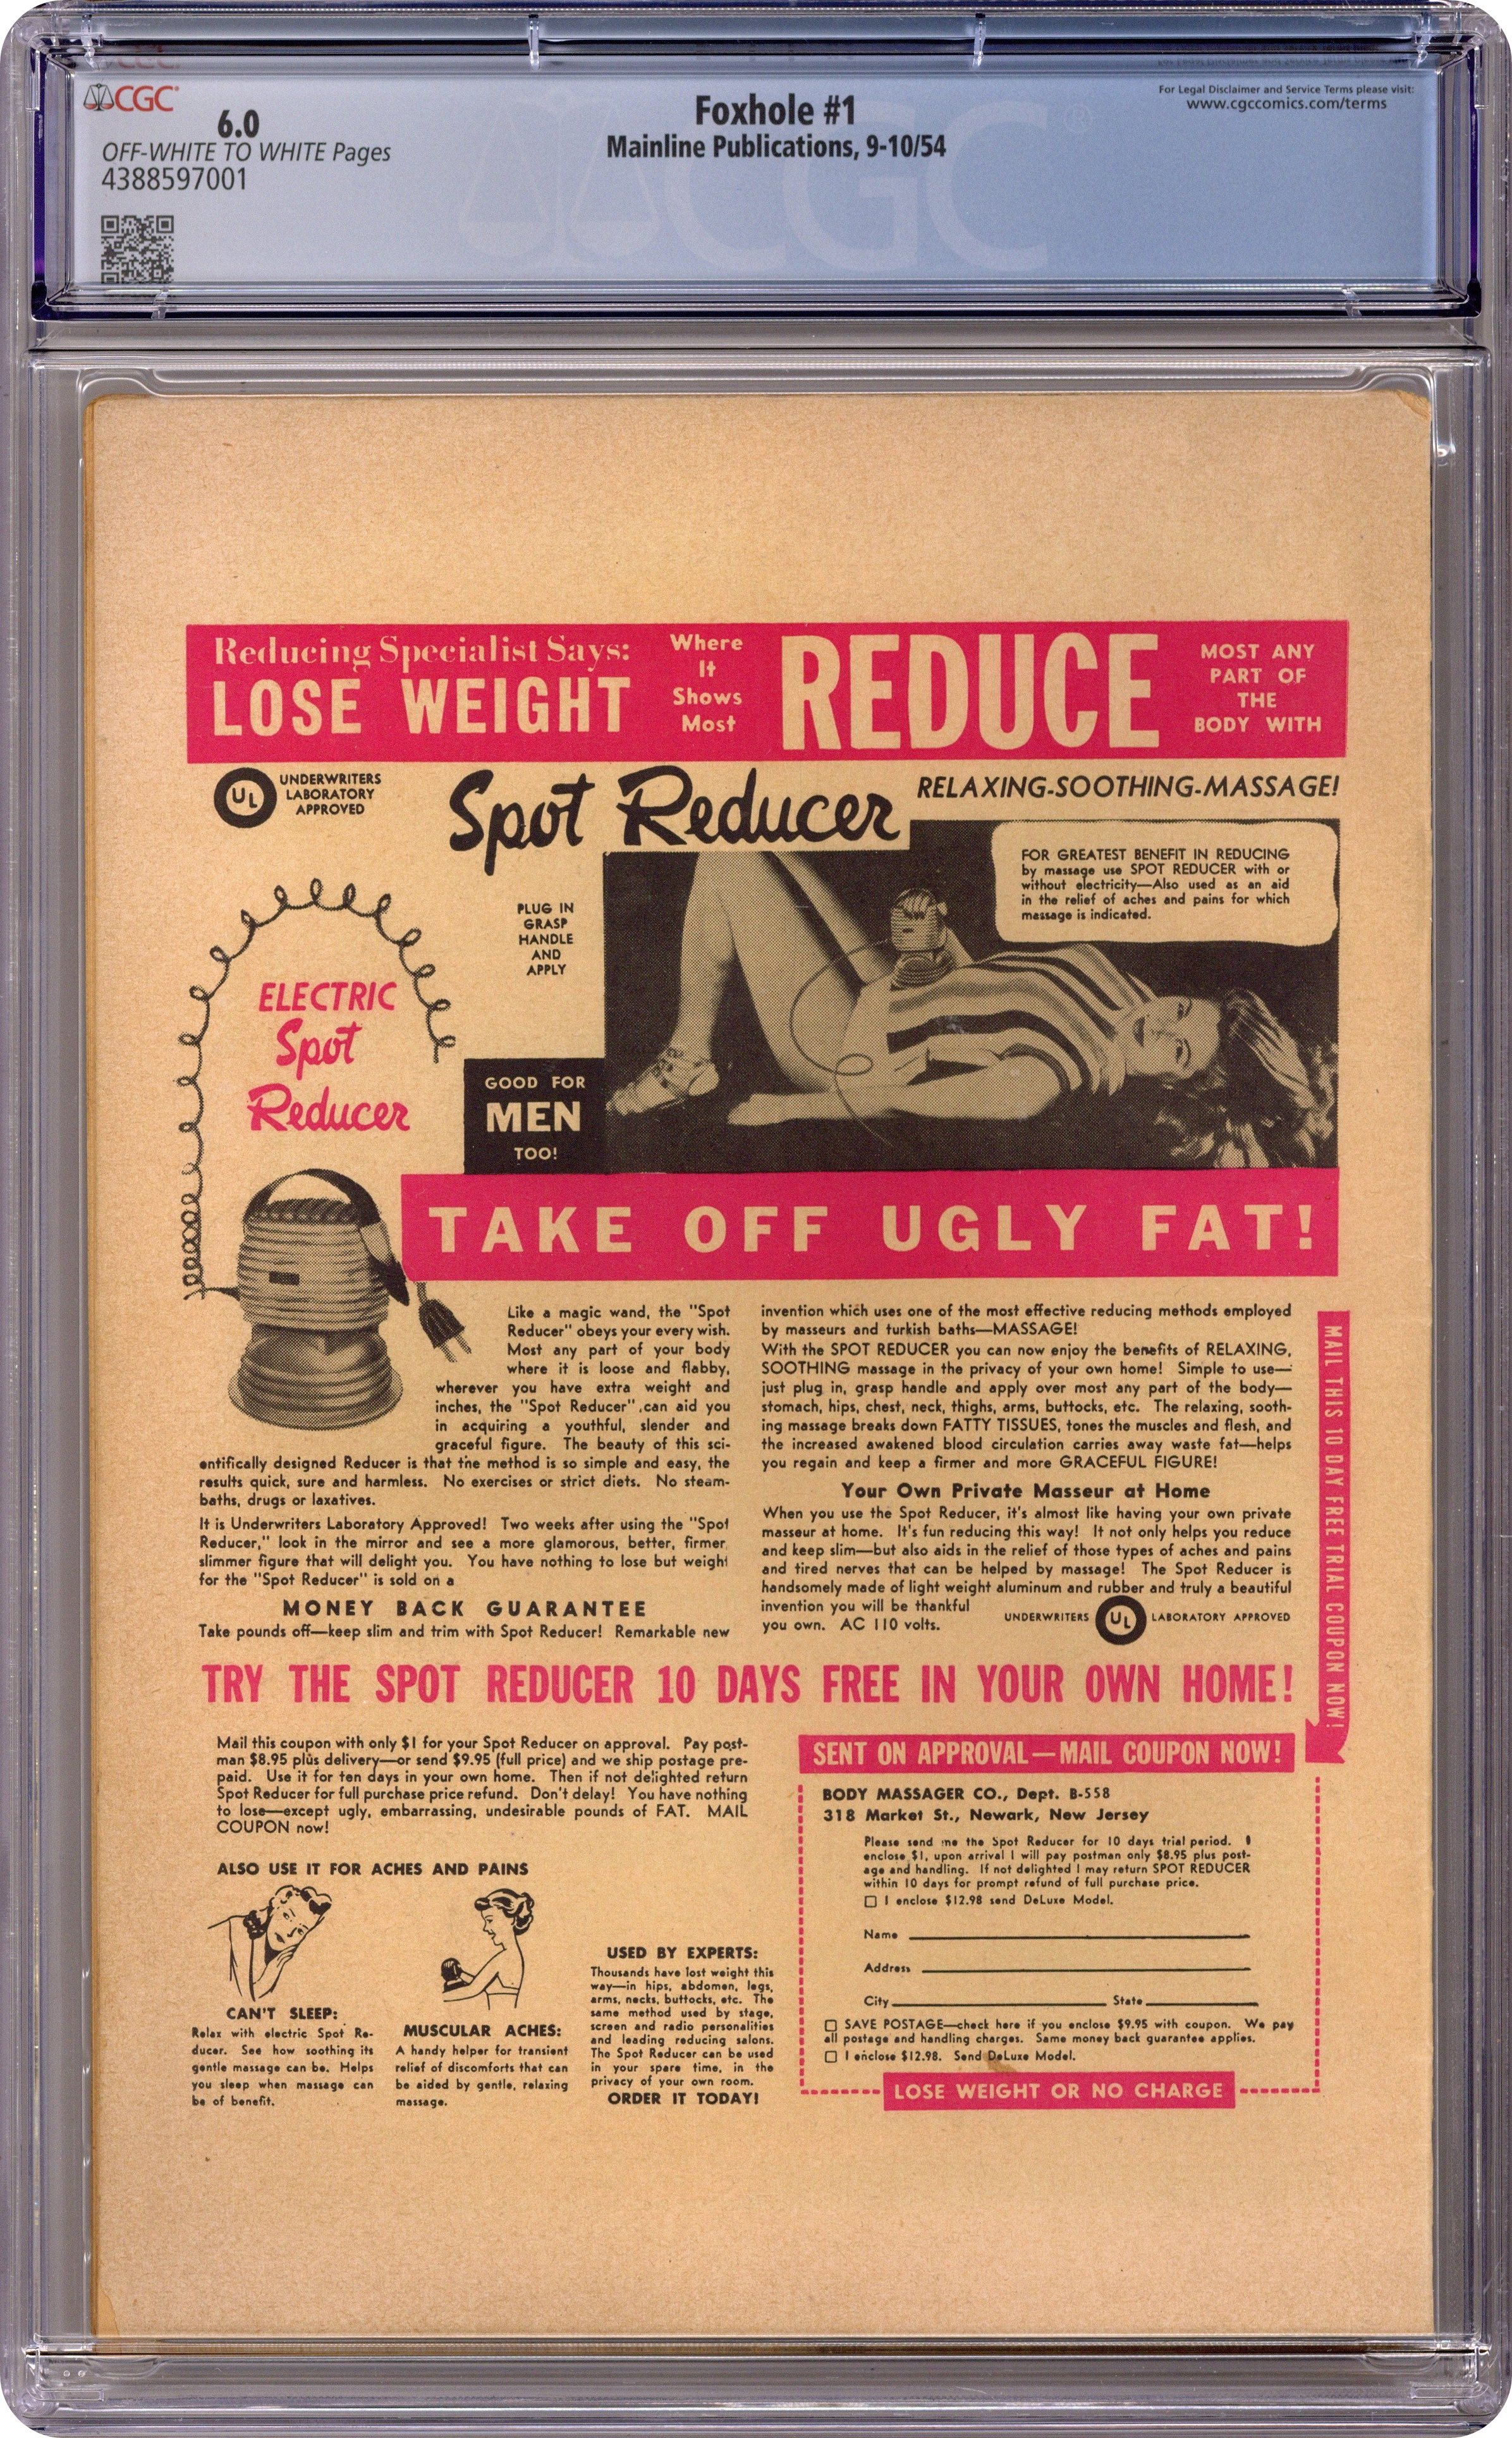 CGC
6.0
OFF-WHITE TO WHITE Pages
4388597001
Foxhole #1
Mainline Publications, 9-10/54
For Legal Disclaimer and Service Terms please visit:
www.cgccomics.com/terms
Reducing Specialist Says:
LOSE WEIGHT
Where
It
Shows
Most
REDUCE
MOST ANY
PART OF
THE
BODY WITH
UL
UNDERWRITERS
LABORATORY
APPROVED
Spot Reducer
RELAXING-SOOTHING-MASSAGE!
FOR GREATEST BENEFIT IN REDUCING
by massage use SPOT REDUCER with or
without electricity—Also used as an aid
in the relief of aches and pains for which
massage is indicated.
PLUG IN
GRASP
HANDLE
AND
APPLY
ELECTRIC
Spot
Reducer
GOOD FOR
MEN
TOO!
TAKE OFF UGLY FAT!
Like a magic wand, the "Spot
Reducer" obeys your every wish.
Most any part of your body
where it is loose and flabby,
wherever you have extra weight and
inches, the "Spot Reducer" can aid you
in acquiring a youthful, slender and
graceful figure. The beauty of this sci-
entifically designed Reducer is that the method is so simple and easy, the
results quick, sure and harmless. No exercises or strict diets. No steam-
baths, drugs or laxatives.
It is Underwriters Laboratory Approved! Two weeks after using the "Spot
Reducer," look in the mirror and see a more glamorous, better, firmer,
slimmer figure that will delight you. You have nothing to lose but weight
for the "Spot Reducer" is sold on a
MONEY BACK GUARANTEE
Take pounds off—keep slim and trim with Spot Reducer! Remarkable new
invention which uses one of the most effective reducing methods employed
by masseurs and turkish baths—MASSAGE!
With the SPOT REDUCER you can now enjoy the benefits of RELAXING,
SOOTHING massage in the privacy of your own home! Simple to use—
just plug in, grasp handle and apply over most any part of the body—
stomach, hips, chest, neck, thighs, arms, buttocks, etc. The relaxing, sooth-
ing massage breaks down FATTY TISSUES, tones the muscles and flesh, and
the increased awakened blood circulation carries away waste fat—helps
you regain and keep a firmer and more GRACEFUL FIGURE!
Your Own Private Masseur at Home
When you use the Spot Reducer, it's almost like having your own private
masseur at home. It's fun reducing this way! It not only helps you reduce
and keep slim—but also aids in the relief of those types of aches and pains
and tired nerves that can be helped by massage! The Spot Reducer is
handsomely made of light weight aluminum and rubber and truly a beautiful
invention you will be thankful
you own. AC 110 volts.
UNDERWRITERS UL LABORATORY APPROVED
MAIL THIS 10 DAY FREE TRIAL COUPON NOW!
TRY THE SPOT REDUCER 10 DAYS FREE IN YOUR OWN HOME!
Mail this coupon with only $1 for your Spot Reducer on approval. Pay post-
man $8.95 plus delivery—or send $9.95 (full price) and we ship postage pre-
paid. Use it for ten days in your own home. Then if not delighted return
Spot Reducer for full purchase price refund. Don't delay! You have nothing
to lose—except ugly, embarrassing, undesirable pounds of FAT. MAIL
COUPON now!
ALSO USE IT FOR ACHES AND PAINS
CAN'T SLEEP:
Relax with electric Spot Re-
ducer. See how soothing its
gentle massage can be. Helps
you sleep when massage can
be of benefit.
MUSCULAR ACHES:
A handy helper for transient
relief of discomforts that can
be aided by gentle, relaxing
massage.
USED BY EXPERTS:
Thousands have lost weight this
way—in hips, abdomen, legs,
arms, necks, buttocks, etc. The
same method used by stage,
screen and radio personalities
and leading reducing salons.
The Spot Reducer can be used
in your spare time, in the
privacy of your own room.
ORDER IT TODAY!
SENT ON APPROVAL—MAIL COUPON NOW!
BODY MASSAGER CO., Dept. B-558
318 Market St., Newark, New Jersey
Please send me the Spot Reducer for 10 days trial period. I
enclose $1, upon arrival I will pay postman only $8.95 plus post-
age and handling. If not delighted I may return SPOT REDUCER
within 10 days for prompt refund of full purchase price.
I enclose $12.98 send DeLuxe Model.
Name
Address
City State
SAVE POSTAGE—check here if you enclose $9.95 with coupon. We pay
all postage and handling charges. Same money back guarantee applies.
I enclose $12.98. Send DeLuxe Model.
LOSE WEIGHT OR NO CHARGE